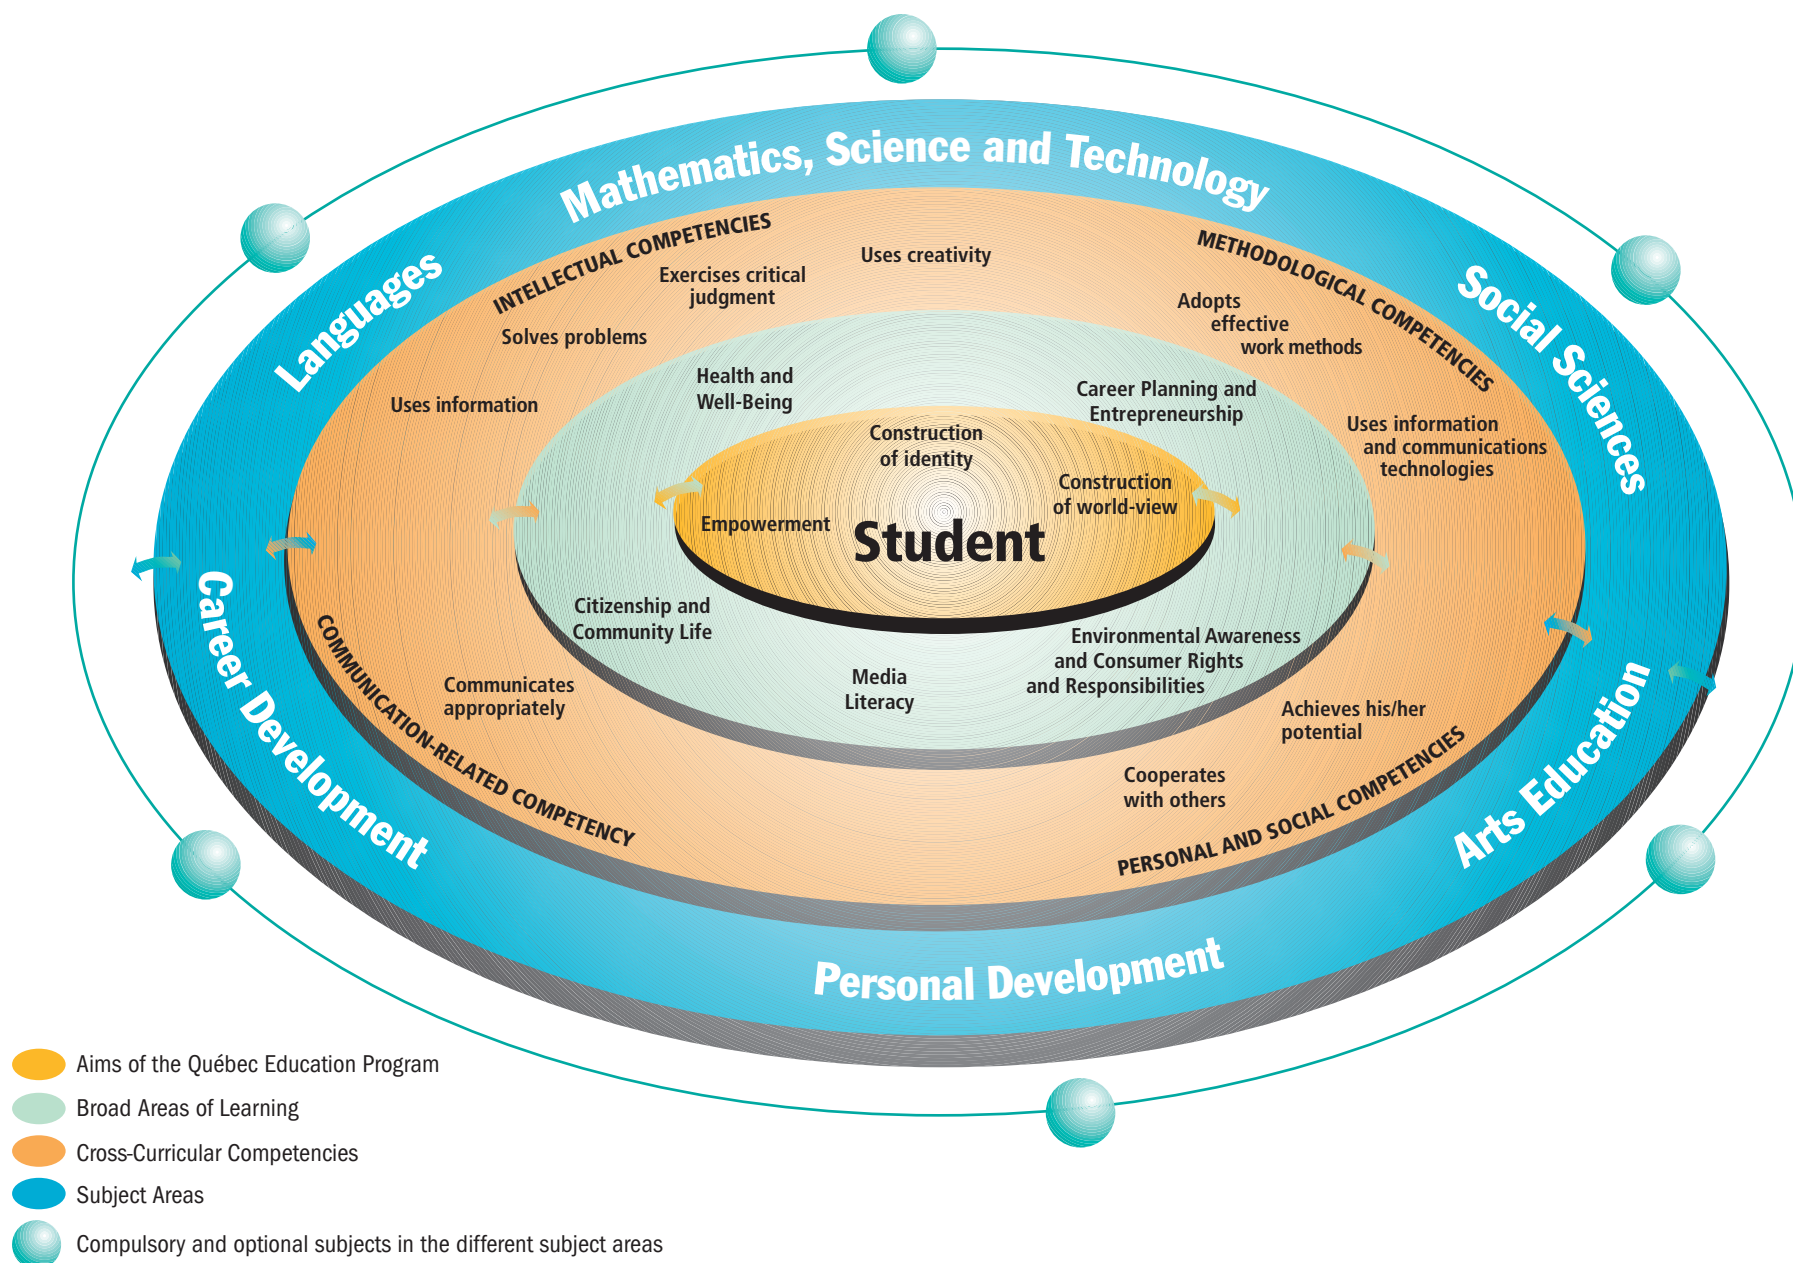 Mathematics, Science and Technology
Languages
Social Sciences
Career Development
Arts Education
Personal Development
INTELLECTUAL COMPETENCIES
Uses creativity
Exercises critical
judgment
Solves problems
Uses information
METHODOLOGICAL COMPETENCIES
Adopts
effective
work methods
Uses information
and communications
technologies
COMMUNICATION-RELATED COMPETENCY
Communicates
appropriately
PERSONAL AND SOCIAL COMPETENCIES
Achieves his/her
potential
Cooperates
with others
Health and
Well-Being
Career Planning and
Entrepreneurship
Citizenship and
Community Life
Media
Literacy
Environmental Awareness
and Consumer Rights
and Responsibilities
Construction
of identity
Construction
of world-view
Empowerment
Student
Aims of the Québec Education Program
Broad Areas of Learning
Cross-Curricular Competencies
Subject Areas
Compulsory and optional subjects in the different subject areas